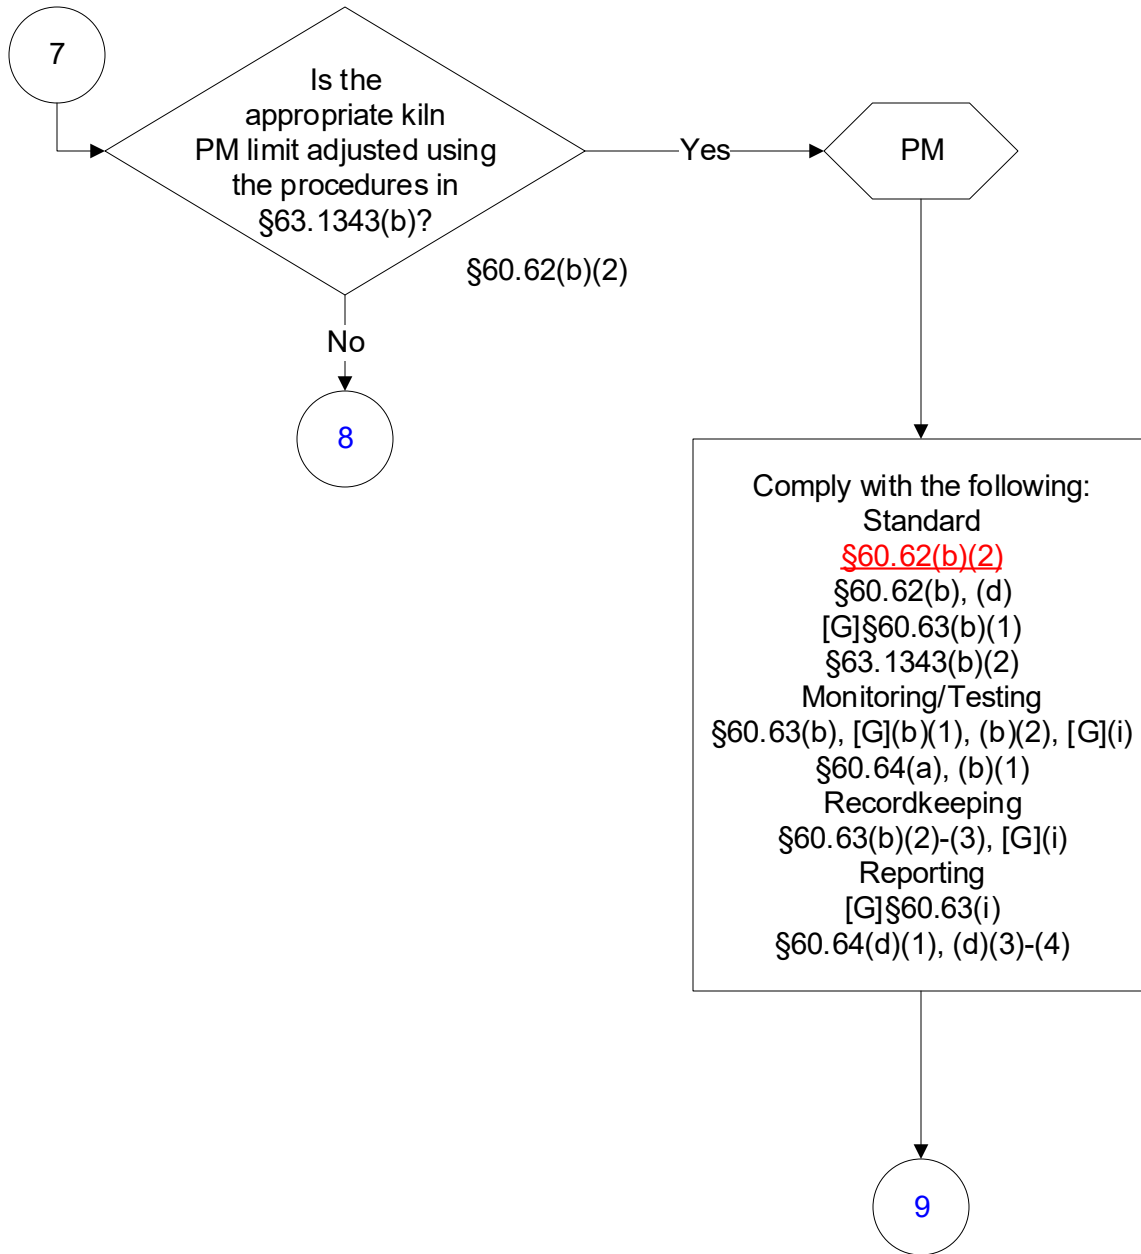 7
Is the
appropriate kiln
PM limit adjusted using
the procedures in
§63.1343(b)?
Yes
PM
§60.62(b)(2)
No
8
Comply with the following:
Standard
§60.62(b)(2)
§60.62(b), (d)
[G]§60.63(b)(1)
§63.1343(b)(2)
Monitoring/Testing
§60.63(b), [G](b)(1), (b)(2), [G](i)
§60.64(a), (b)(1)
Recordkeeping
§60.63(b)(2)-(3), [G](i)
Reporting
[G]§60.63(i)
§60.64(d)(1), (d)(3)-(4)
9